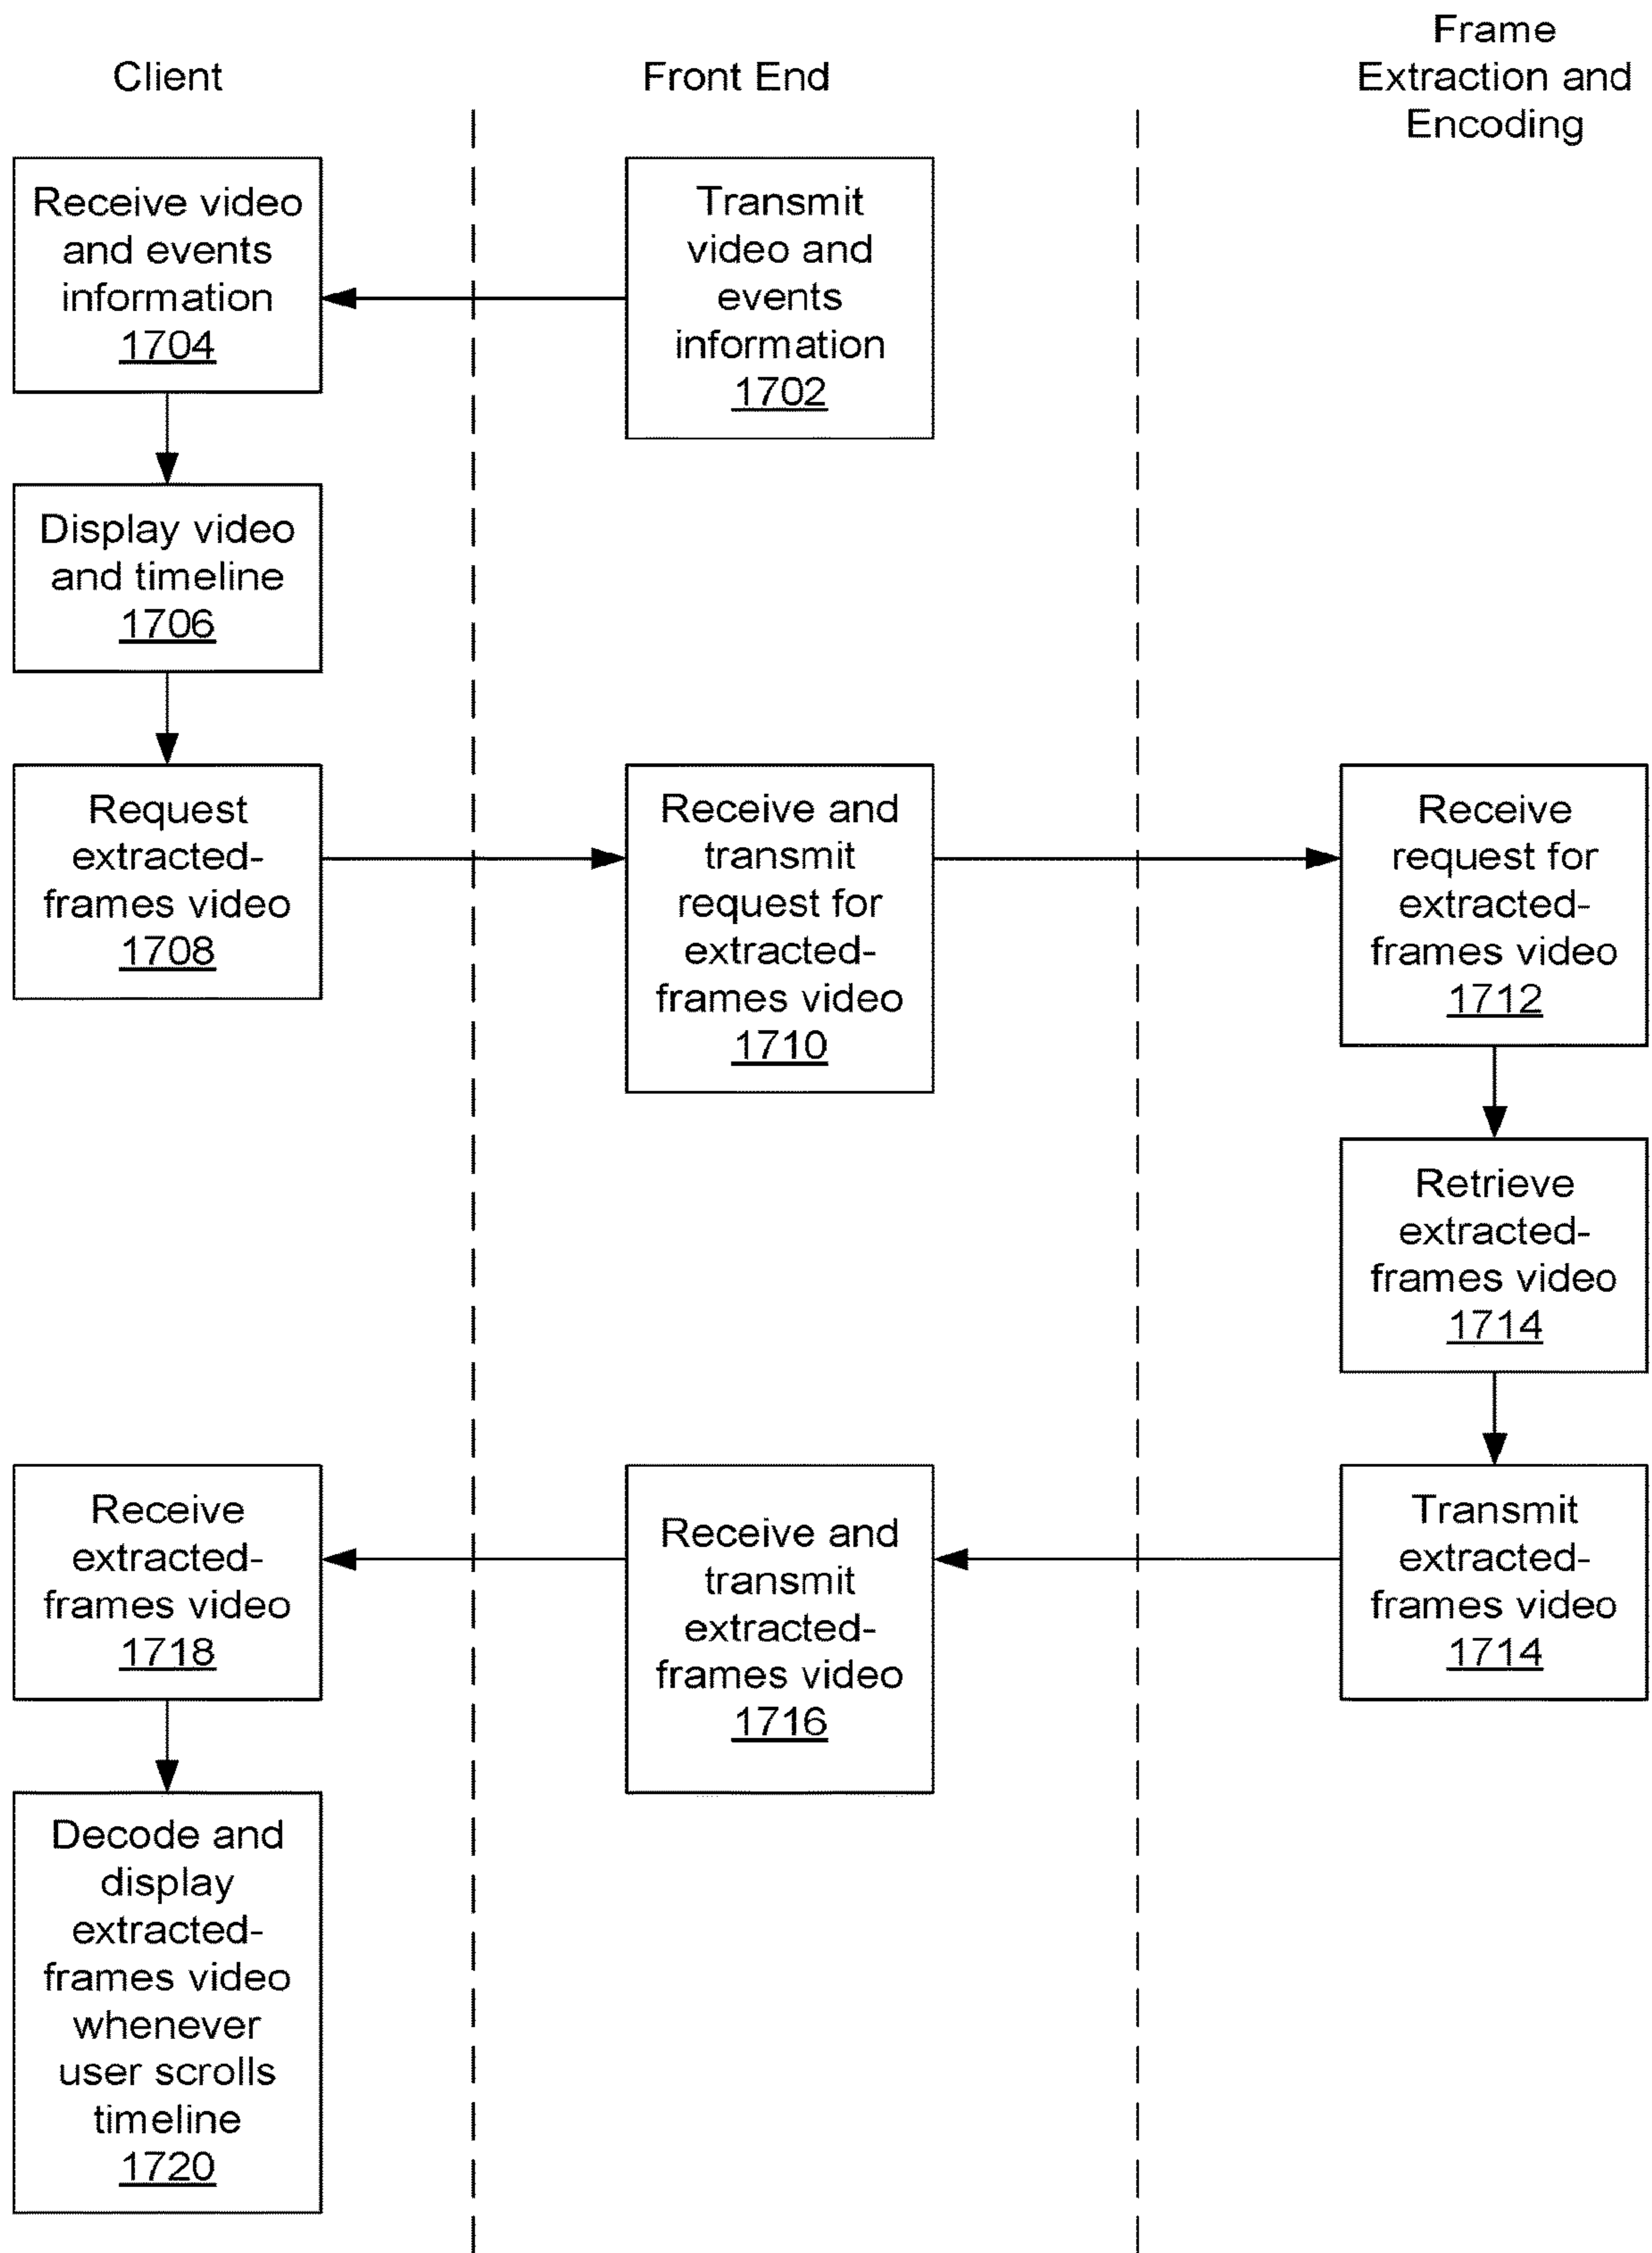 Client
Front End
Frame
Extraction and
Encoding
Receive video
and events
information
1704
Transmit
video and
events
information
1702
Display video
and timeline
1706
Request
extracted-
frames video
1708
Receive and
transmit
request for
extracted-
frames video
1710
Receive
request for
extracted-
frames video
1712
Retrieve
extracted-
frames video
1714
Transmit
extracted-
frames video
1714
Receive and
transmit
extracted-
frames video
1716
Receive
extracted-
frames video
1718
Decode and
display
extracted-
frames video
whenever
user scrolls
timeline
1720